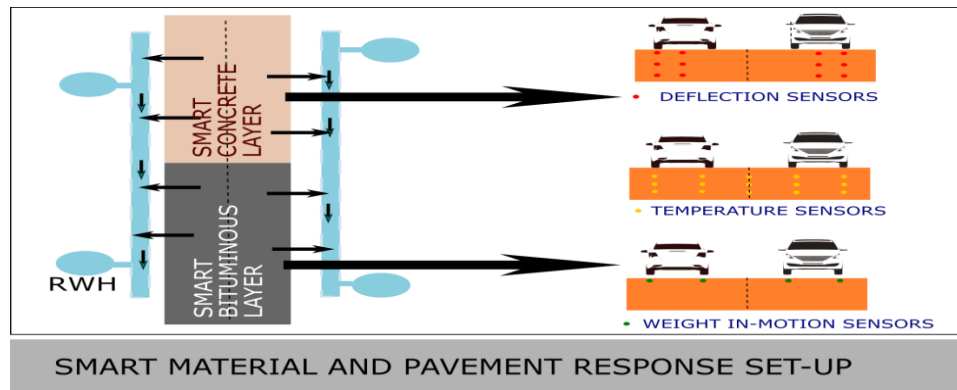 SMART
CONCRETE
LAYER
SMART
BITUMINOUS
LAYER
RWH
DEFLECTION SENSORS
TEMPERATURE SENSORS
WEIGHT IN-MOTION SENSORS
SMART MATERIAL AND PAVEMENT RESPONSE SET-UP